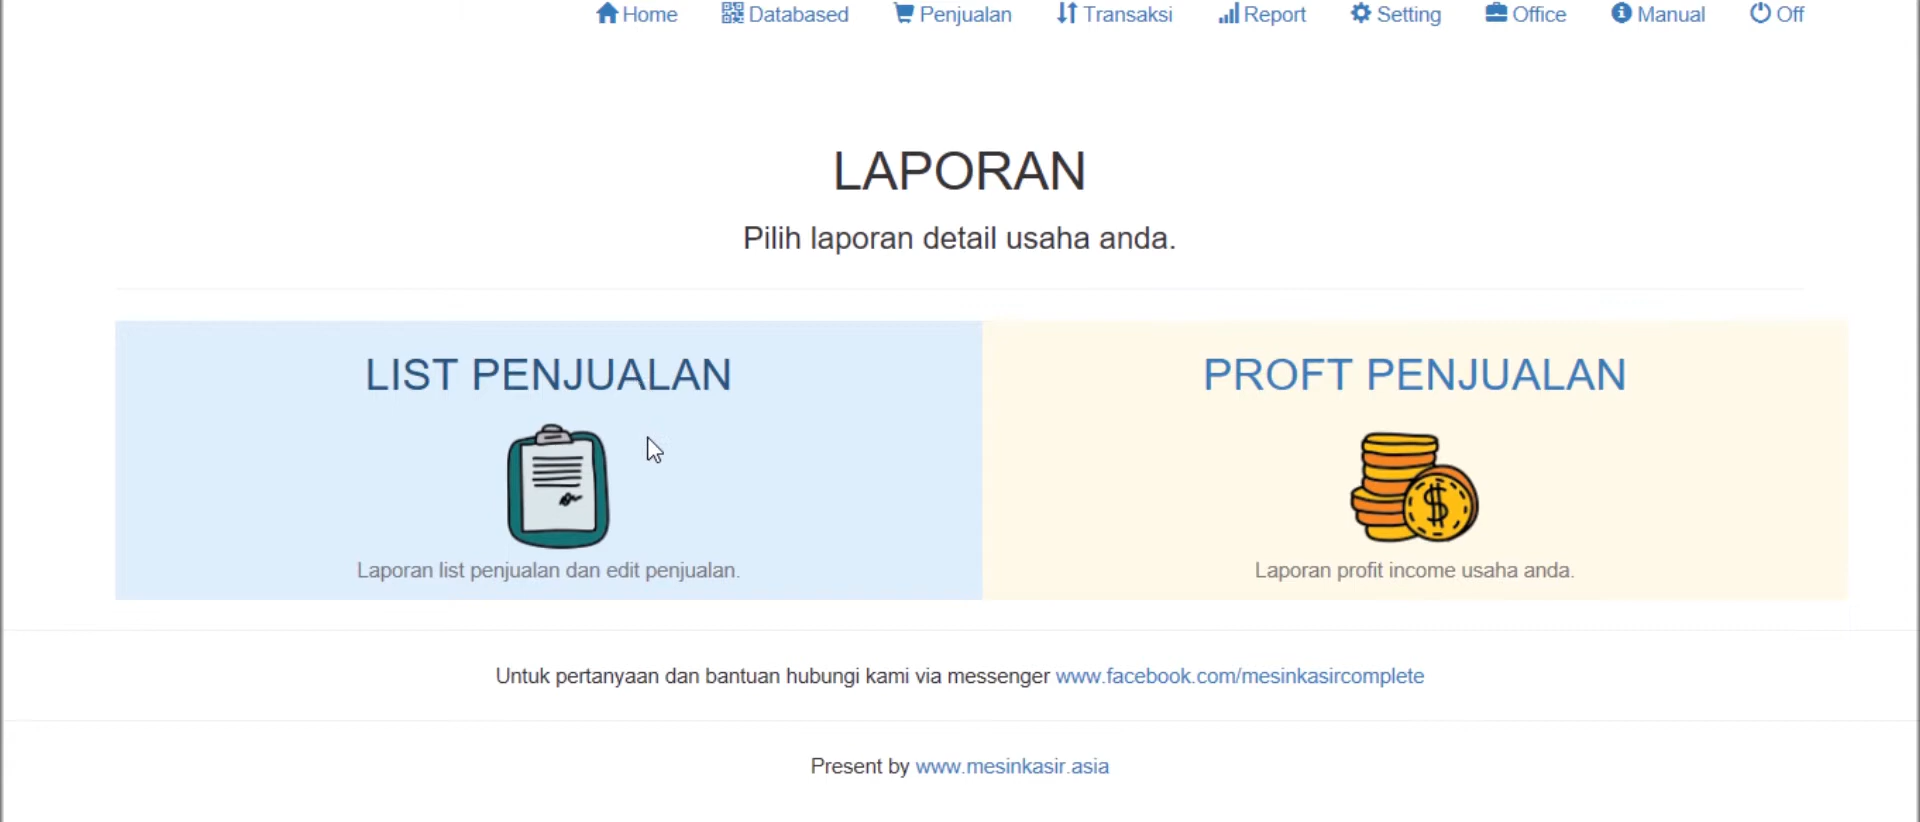 Home Databased Penjualan Transaksi Report Setting Office Manual Off
LAPORAN
Pilih laporan detail usaha anda.
LIST PENJUALAN
Laporan list penjualan dan edit penjualan.
PROFT PENJUALAN
Laporan profit income usaha anda.
Untuk pertanyaan dan bantuan hubungi kami via messenger www.facebook.com/mesinkasircomplete
Present by www.mesinkasir.asia